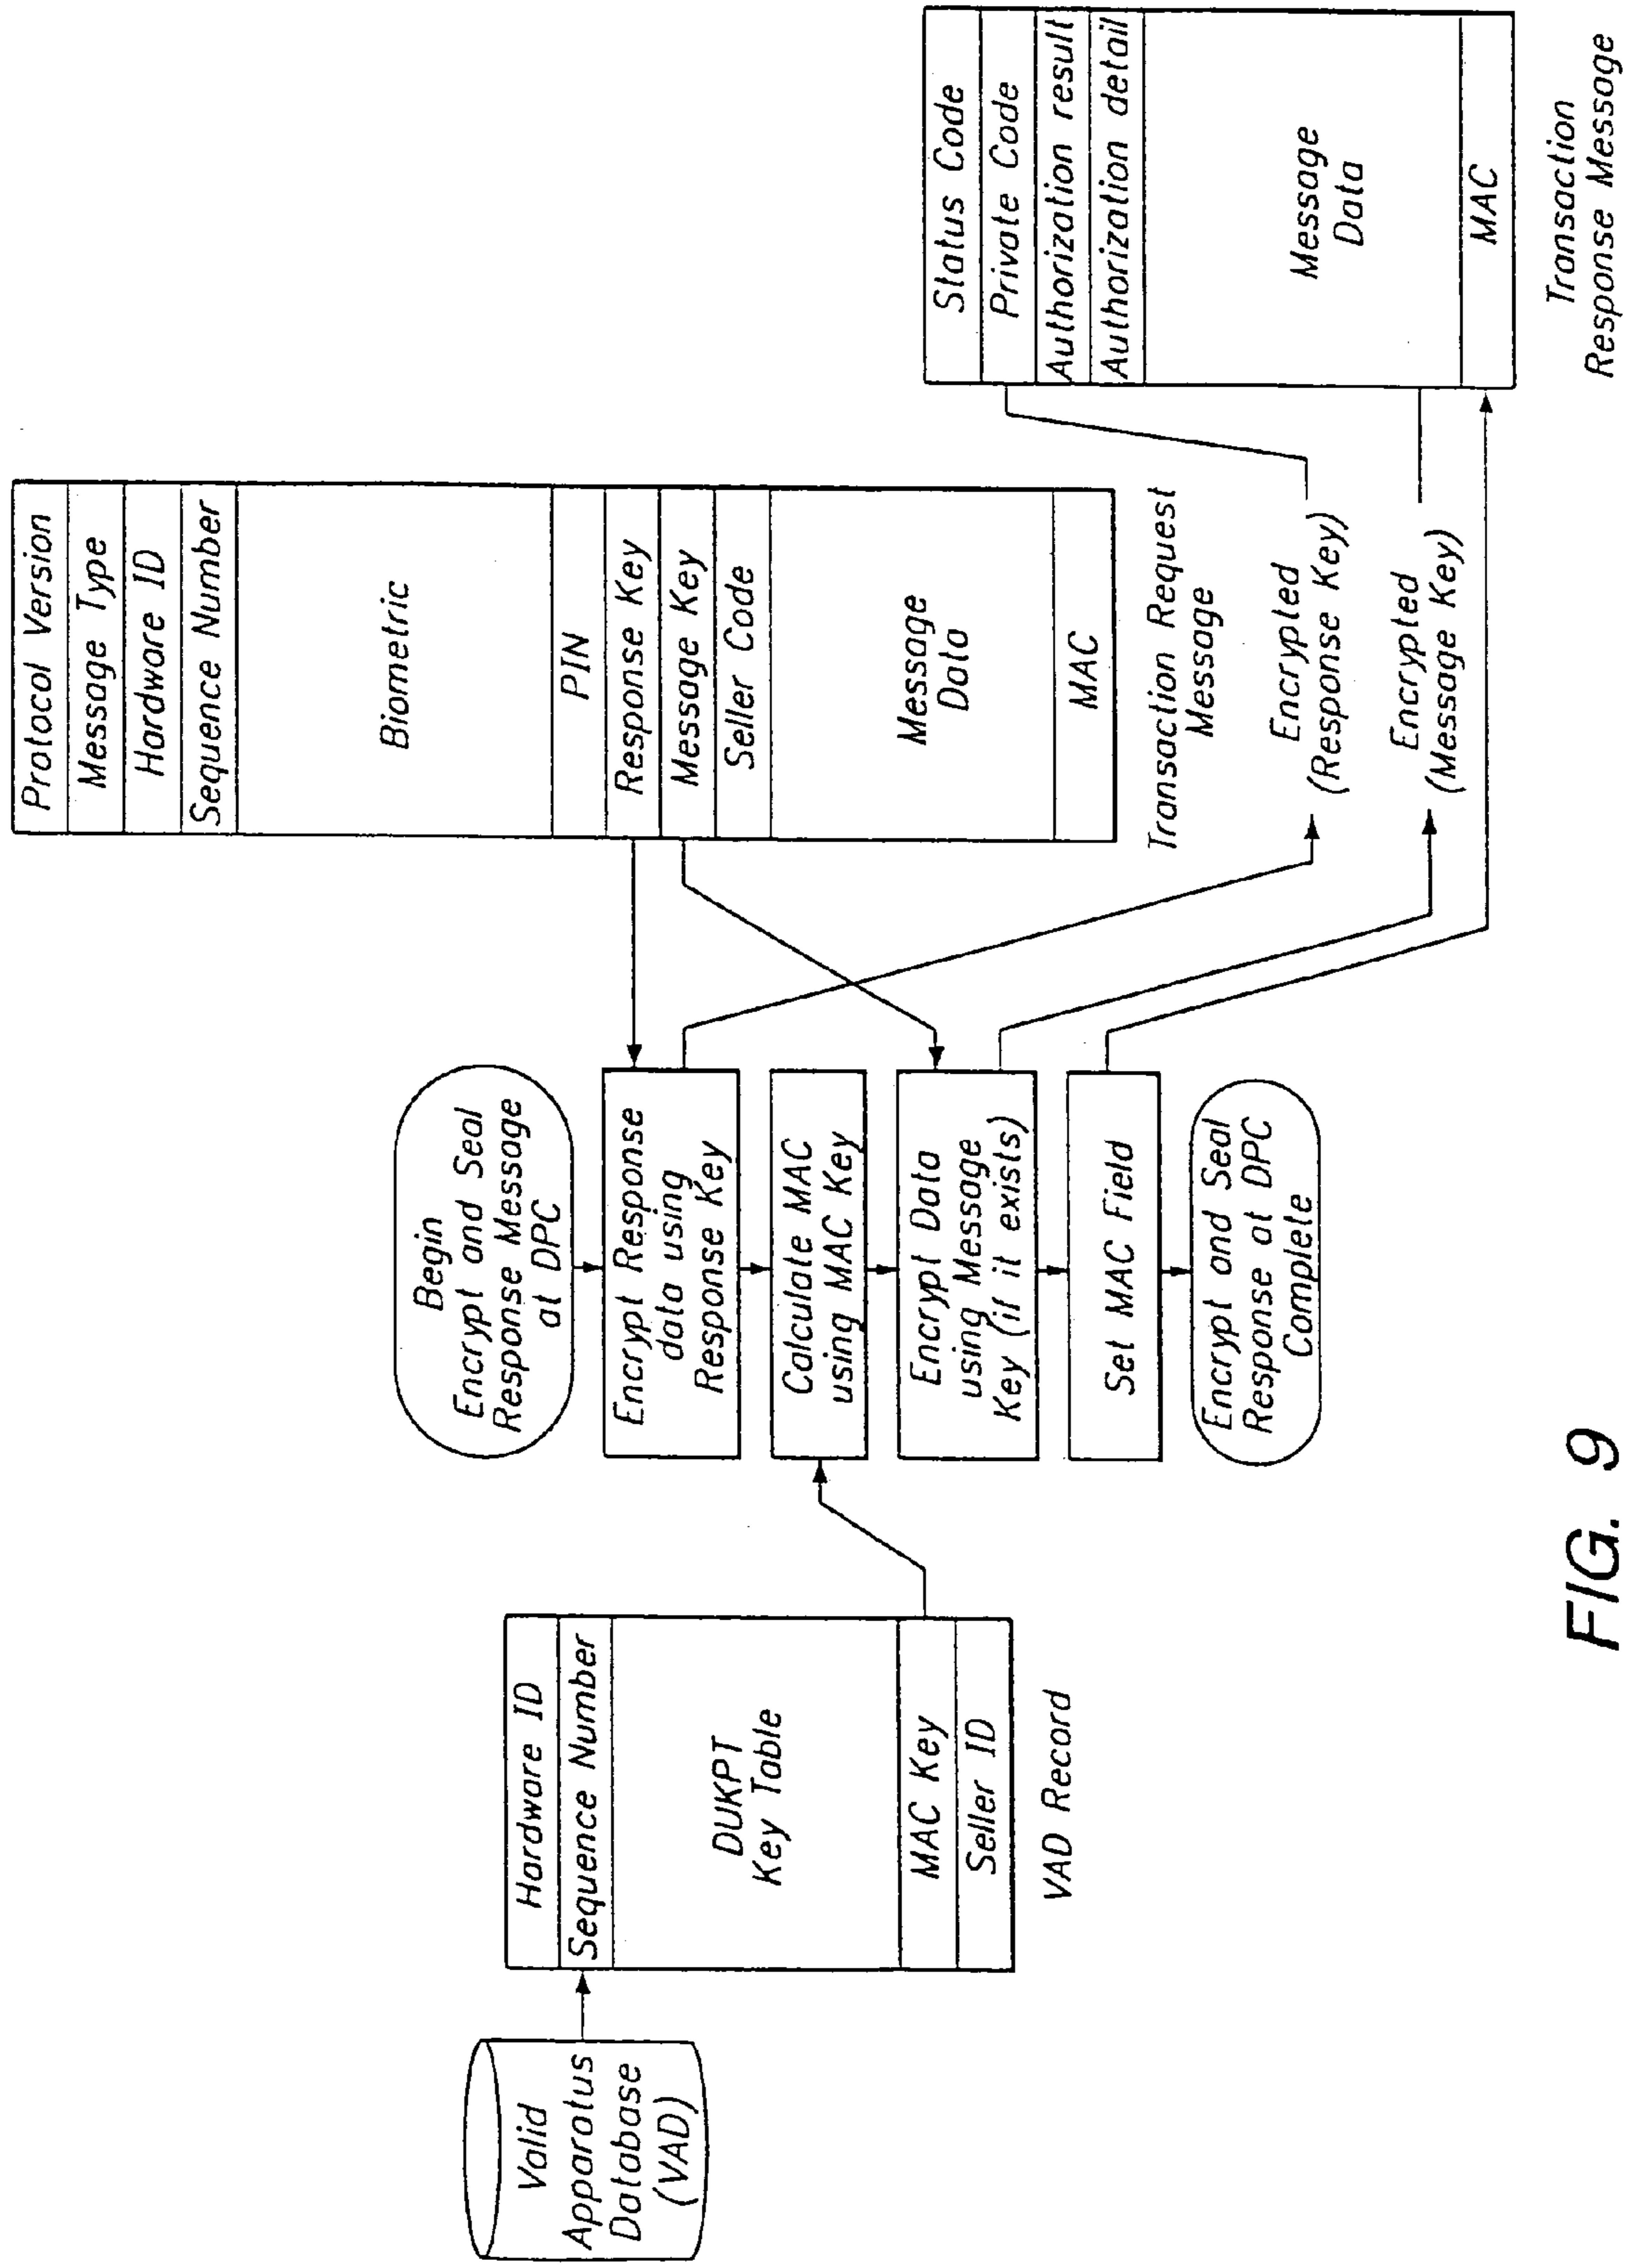 Valid
Apparatus
Database
(VAD)
Hardware ID
Sequence Number
DUKPT
Key Table
MAC Key
Seller ID
VAD Record
Begin
Encrypt and Seal
Response Message
at DPC
Encrypt Response
data using
Response Key
Calculate MAC
using MAC Key
Encrypt Data
using Message
Key (if it exists)
Set MAC Field
Encrypt and Seal
Response at DPC
Complete
Protocol Version
Message Type
Hardware ID
Sequence Number
Biometric
PIN
Response Key
Message Key
Seller Code
Message
Data
MAC
Transaction Request
Message
Encrypted
(Response Key)
Encrypted
(Message Key)
Status Code
Private Code
Authorization result
Authorization detail
Message
Data
MAC
Transaction
Response Message
FIG. 9